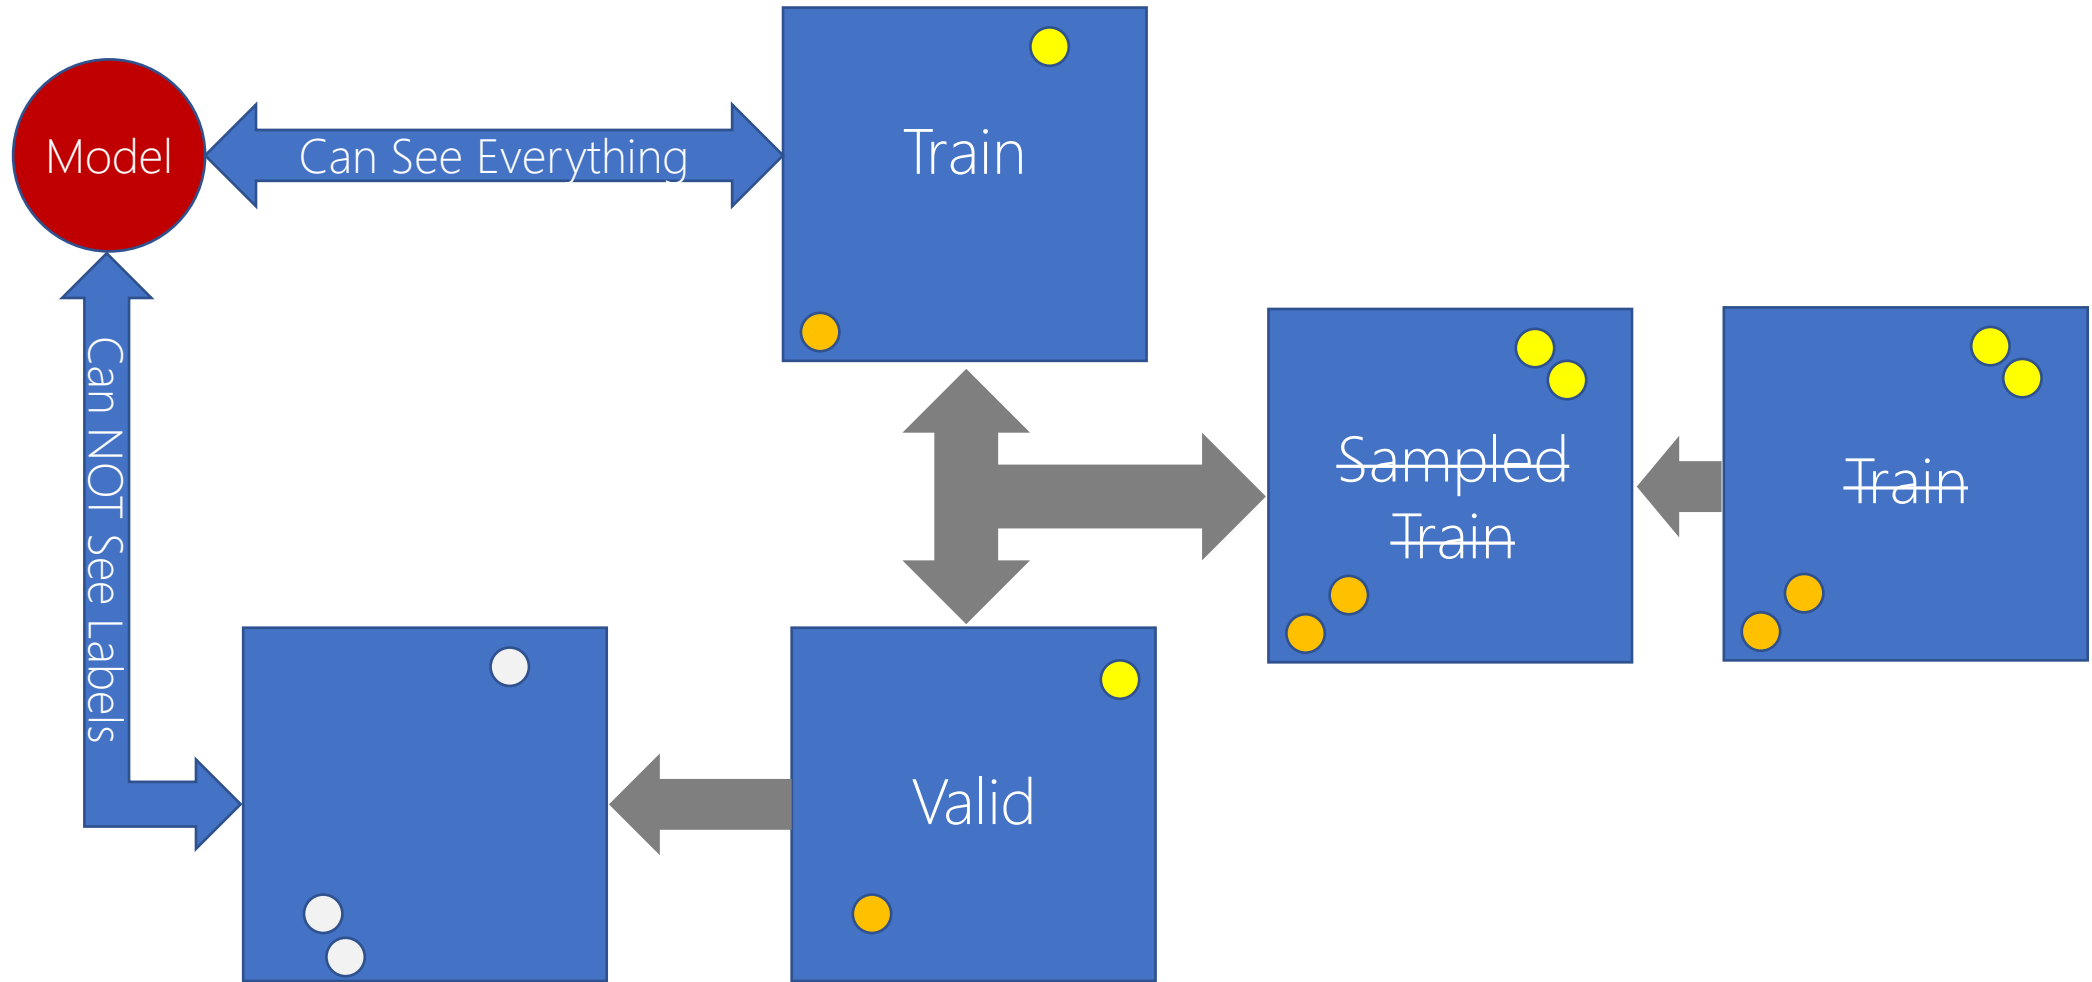 Model
Can See Everything
Train
Can NOT See Labels
Sampled
Train
Train
Valid